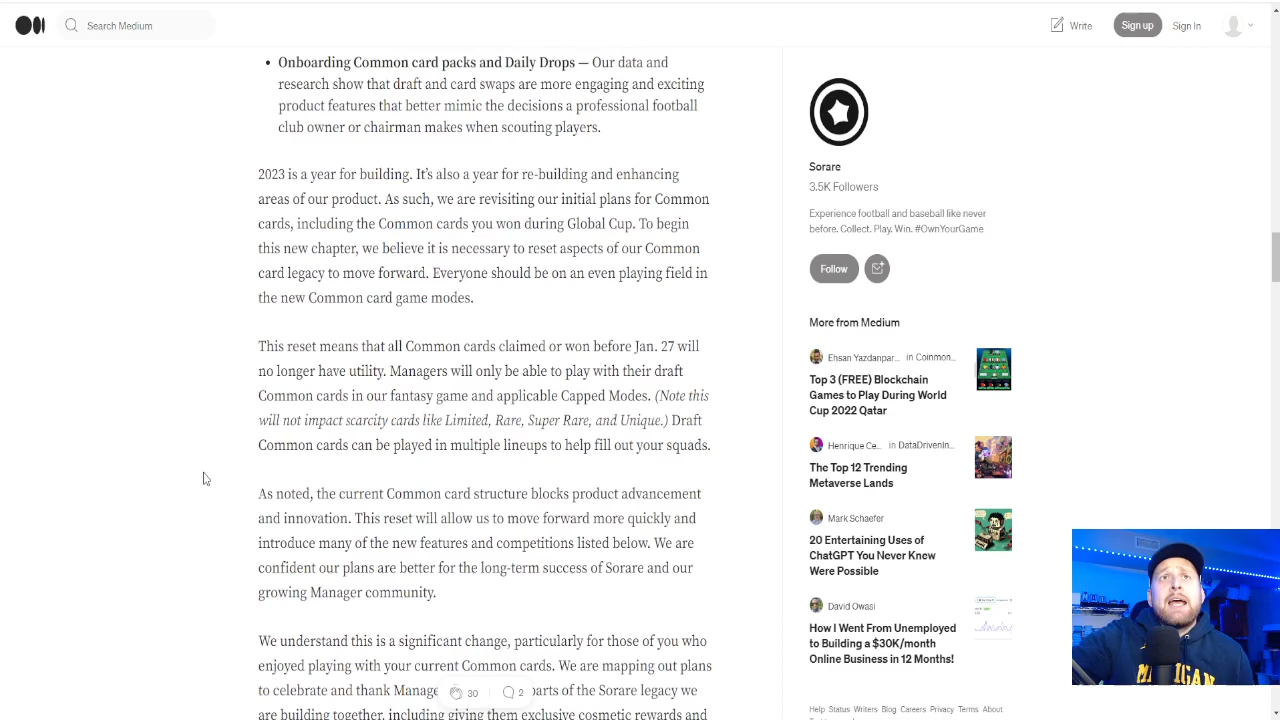 Search Medium
Write
Sign up
Sign In
Onboarding Common card packs and Daily Drops — Our data and
research show that draft and card swaps are more engaging and exciting
product features that better mimic the decisions a professional football
club owner or chairman makes when scouting players.
2023 is a year for building. It's also a year for re-building and enhancing
areas of our product. As such, we are revisiting our initial plans for Common
cards, including the Common cards you won during Global Cup. To begin
this new chapter, we believe it is necessary to reset aspects of our Common
card legacy to move forward. Everyone should be on an even playing field in
the new Common card game modes.
This reset means that all Common cards claimed or won before Jan. 27 will
no longer have utility. Managers will only be able to play with their draft
Common cards in our fantasy game and applicable Capped Modes. (Note this
will not impact scarcity cards like Limited, Rare, Super Rare, and Unique.) Draft
Common cards can be played in multiple lineups to help fill out your squads.
As noted, the current Common card structure blocks product advancement
and innovation. This reset will allow us to move forward more quickly and
introduce many of the new features and competitions listed below. We are
confident our plans are better for the long-term success of Sorare and our
growing Manager community.
We understand this is a significant change, particularly for those of you who
enjoyed playing with your current Common cards. We are mapping out plans
to celebrate and thank Manage parts of the Sorare legacy we
are building together, including giving them exclusive cosmetic rewards and
30
2
Sorare
3.5K Followers
Experience football and baseball like never
before. Collect. Play. Win. #OwnYourGame
Follow
More from Medium
Ehsan Yazdanpar... in Coinmon...
Top 3 (FREE) Blockchain
Games to Play During World
Cup 2022 Qatar
Henrique Ce... in DataDrivenIn...
The Top 12 Trending
Metaverse Lands
Mark Schaefer
20 Entertaining Uses of
ChatGPT You Never Knew
Were Possible
David Owasi
How I Went From Unemployed
to Building a $30K/month
Online Business in 12 Months!
Help Status Writers Blog Careers Privacy Terms About